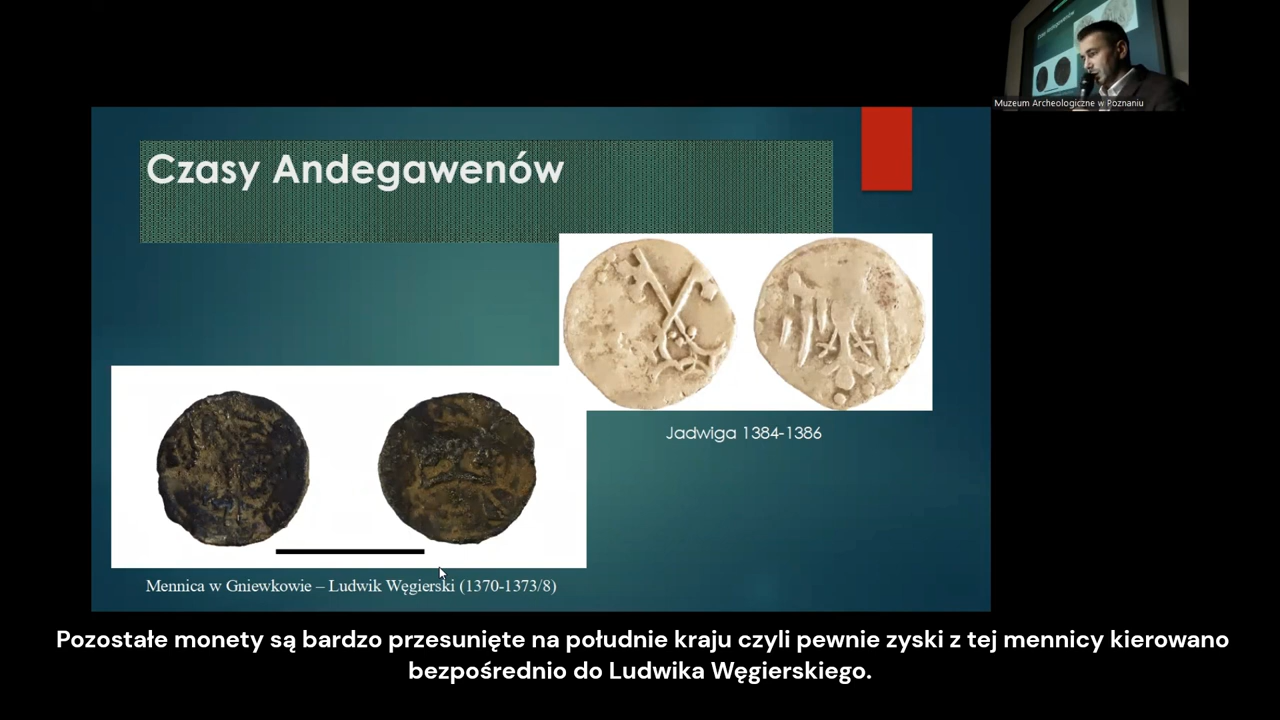 Czasy Andegawenów
Muzeum Archeologiczne w Poznaniu
Jadwiga 1384-1386
Mennica w Gniewkowie – Ludwik Węgierski (1370-1373/8)
Pozostałe monety są bardzo przesunięte na południe kraju czyli pewnie zyski z tej mennicy kierowano
bezpośrednio do Ludwika Węgierskiego.